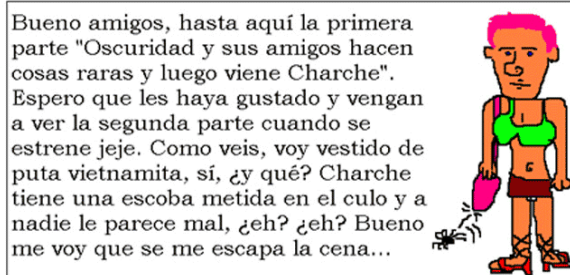 Bueno amigos, hasta aquí la primera
parte "Oscuridad y sus amigos hacen
cosas raras y luego viene Charche".
Espero que les haya gustado y vengan
a ver la segunda parte cuando se
estrene jeje. Como veis, voy vestido de
puta vietnamita, sí, ¿y qué? Charche
tiene una escoba metida en el culo y a
nadie le parece mal, ¿eh? ¿eh? Bueno
me voy que se me escapa la cena...